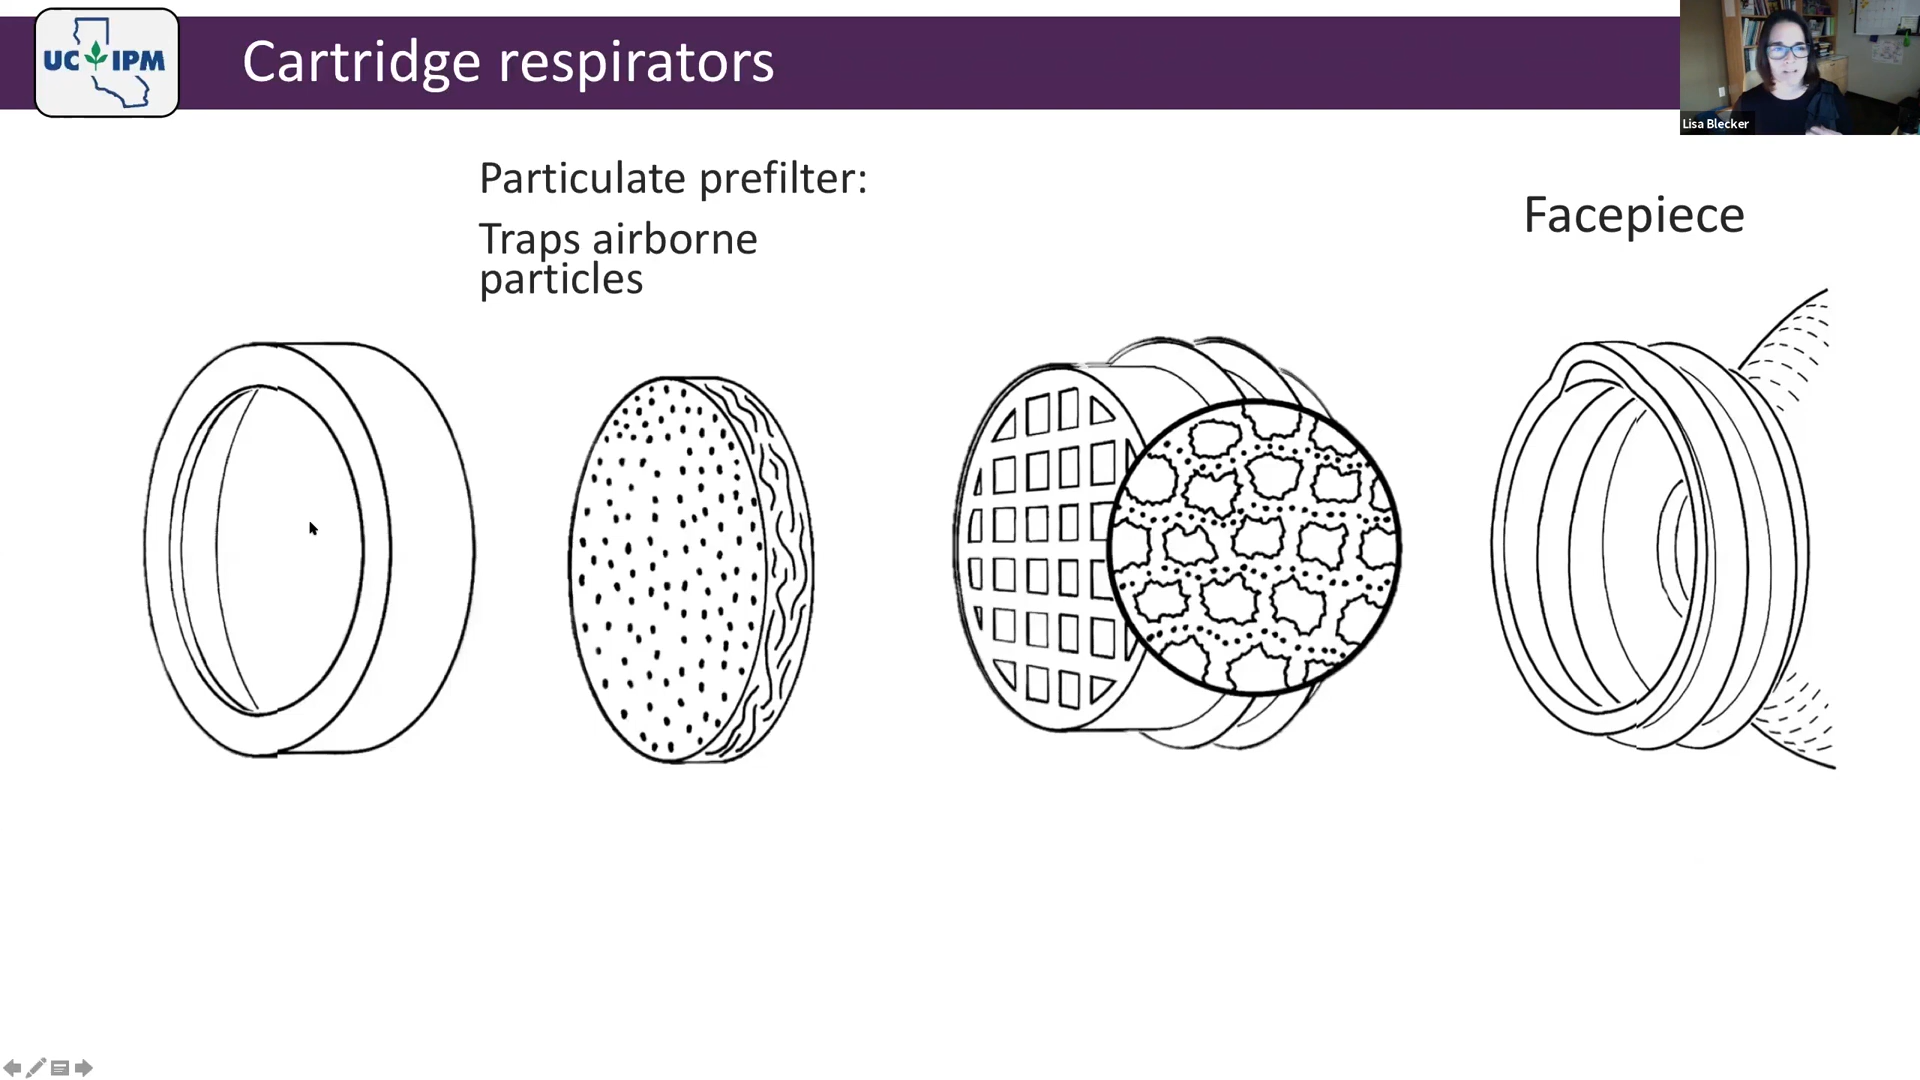 UC IPM
Cartridge respirators
Lisa Blecker
Particulate prefilter:
Traps airborne
particles
Facepiece